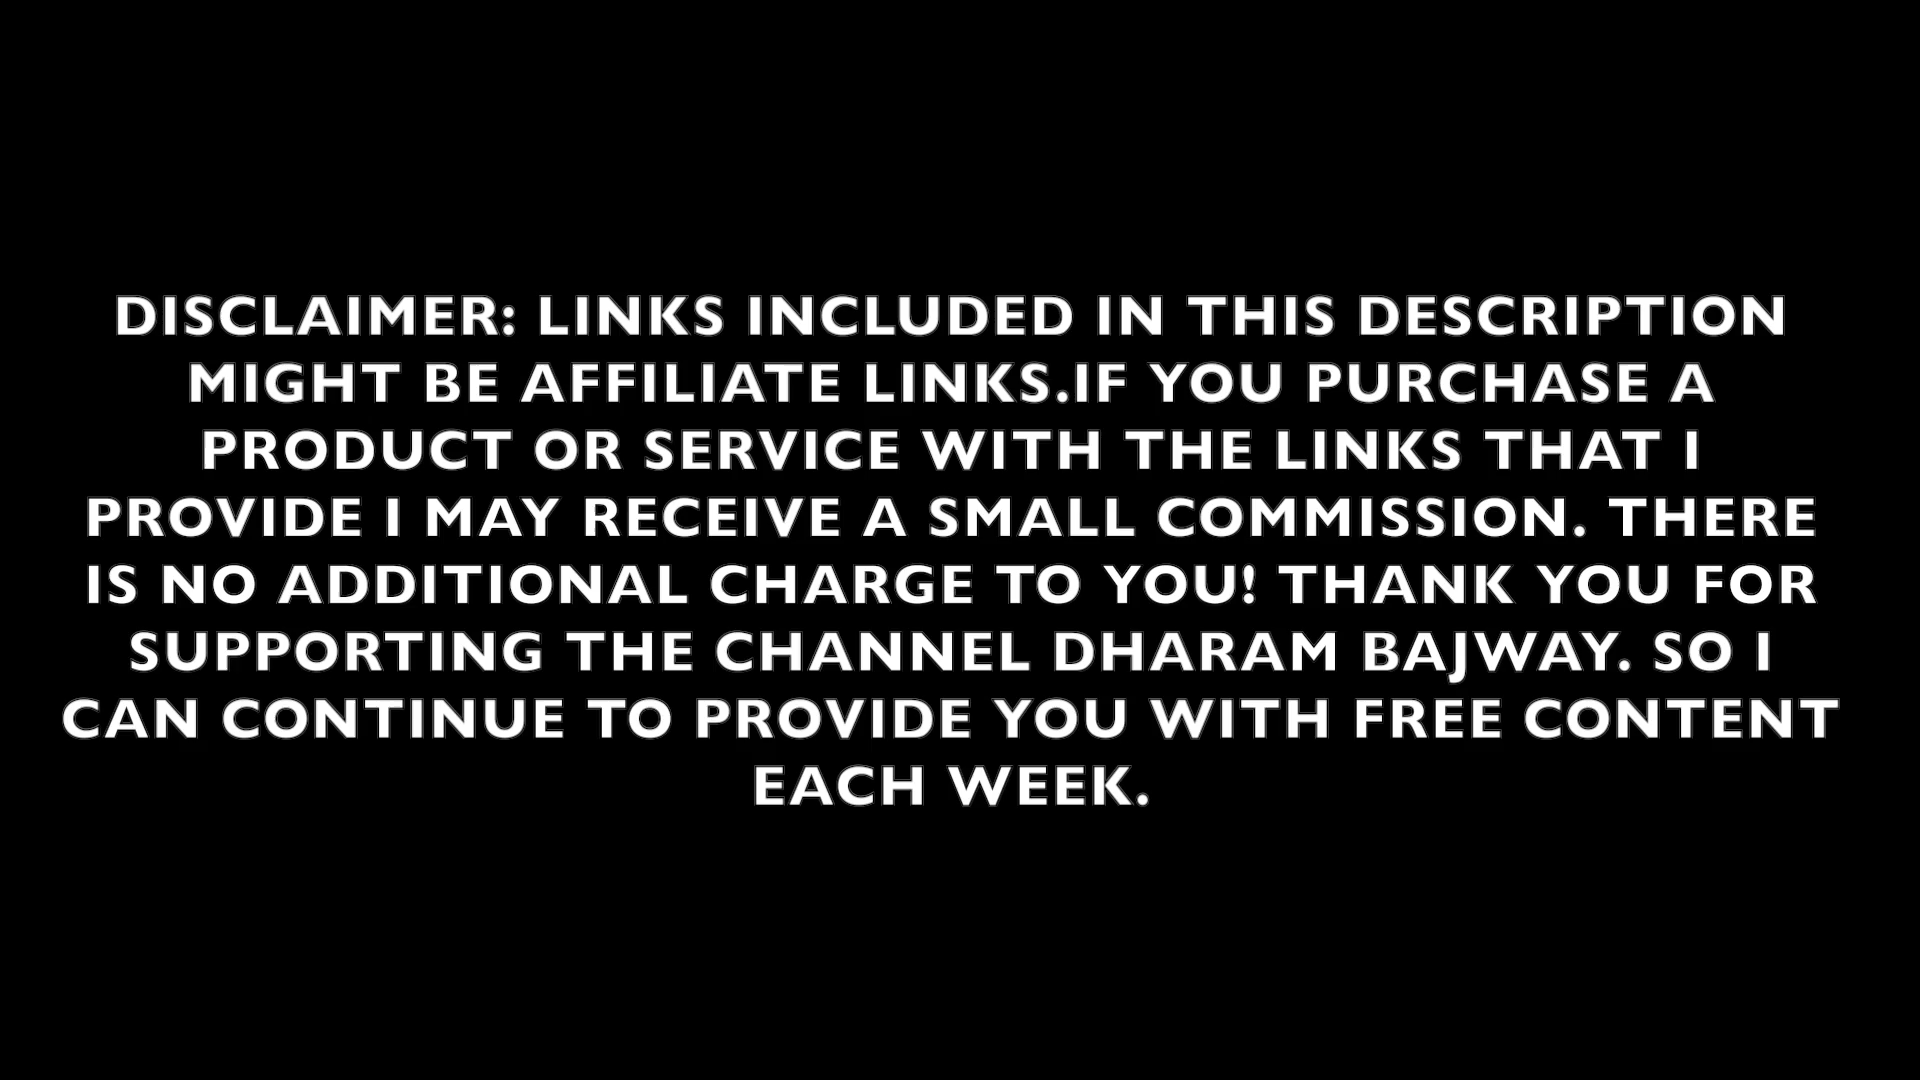 DISCLAIMER: LINKS INCLUDED IN THIS DESCRIPTION
MIGHT BE AFFILIATE LINKS.IF YOU PURCHASE A
PRODUCT OR SERVICE WITH THE LINKS THAT I
PROVIDE I MAY RECEIVE A SMALL COMMISSION. THERE
IS NO ADDITIONAL CHARGE TO YOU! THANK YOU FOR
SUPPORTING THE CHANNEL DHARAM BAJWAY. SO I
CAN CONTINUE TO PROVIDE YOU WITH FREE CONTENT
EACH WEEK.